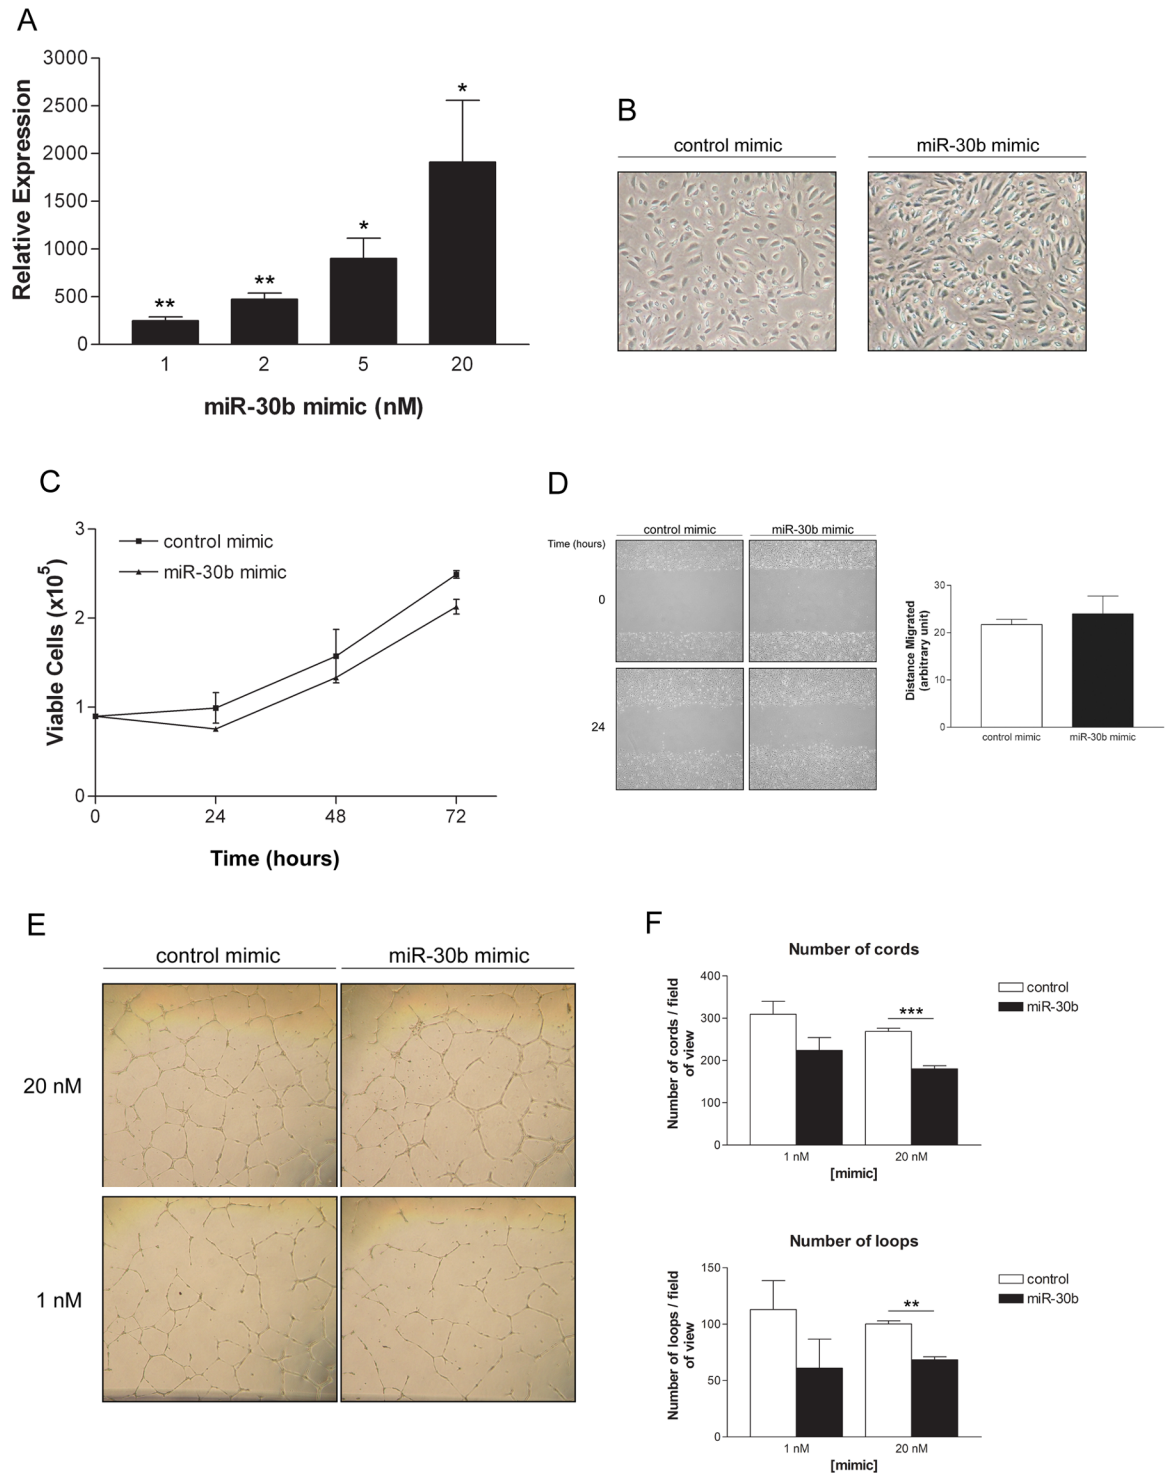 A
3000
2500
2000
1500
1000
500
0
Relative Expression
**
**
*
*
1 2 5 20
miR-30b mimic (nM)
B
control mimic miR-30b mimic
C
3
2
1
0
Viable Cells (x10⁵)
control mimic
miR-30b mimic
0 24 48 72
Time (hours)
D
control mimic miR-30b mimic
Time (hours)
0
24
30
20
10
0
Distance Migrated
(arbitrary unit)
control mimic miR-30b mimic
E
control mimic miR-30b mimic
20 nM
1 nM
F
Number of cords
400
300
200
100
0
Number of cords / field
of view
***
control
miR-30b
1 nM 20 nM
[mimic]
Number of loops
150
100
50
0
Number of loops / field
of view
**
control
miR-30b
1 nM 20 nM
[mimic]